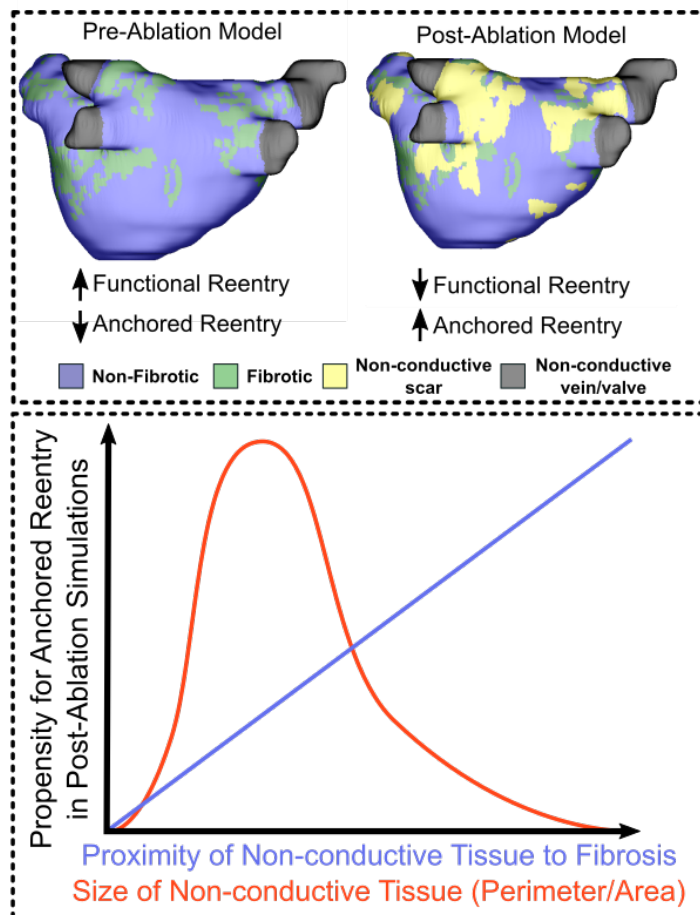 Pre-Ablation Model
Post-Ablation Model
Functional Reentry
Anchored Reentry
Functional Reentry
Anchored Reentry
Non-Fibrotic
Fibrotic
Non-conductive
scar
Non-conductive
vein/valve
Propensity for Anchored Reentry
in Post-Ablation Simulations
Proximity of Non-conductive Tissue to Fibrosis
Size of Non-conductive Tissue (Perimeter/Area)